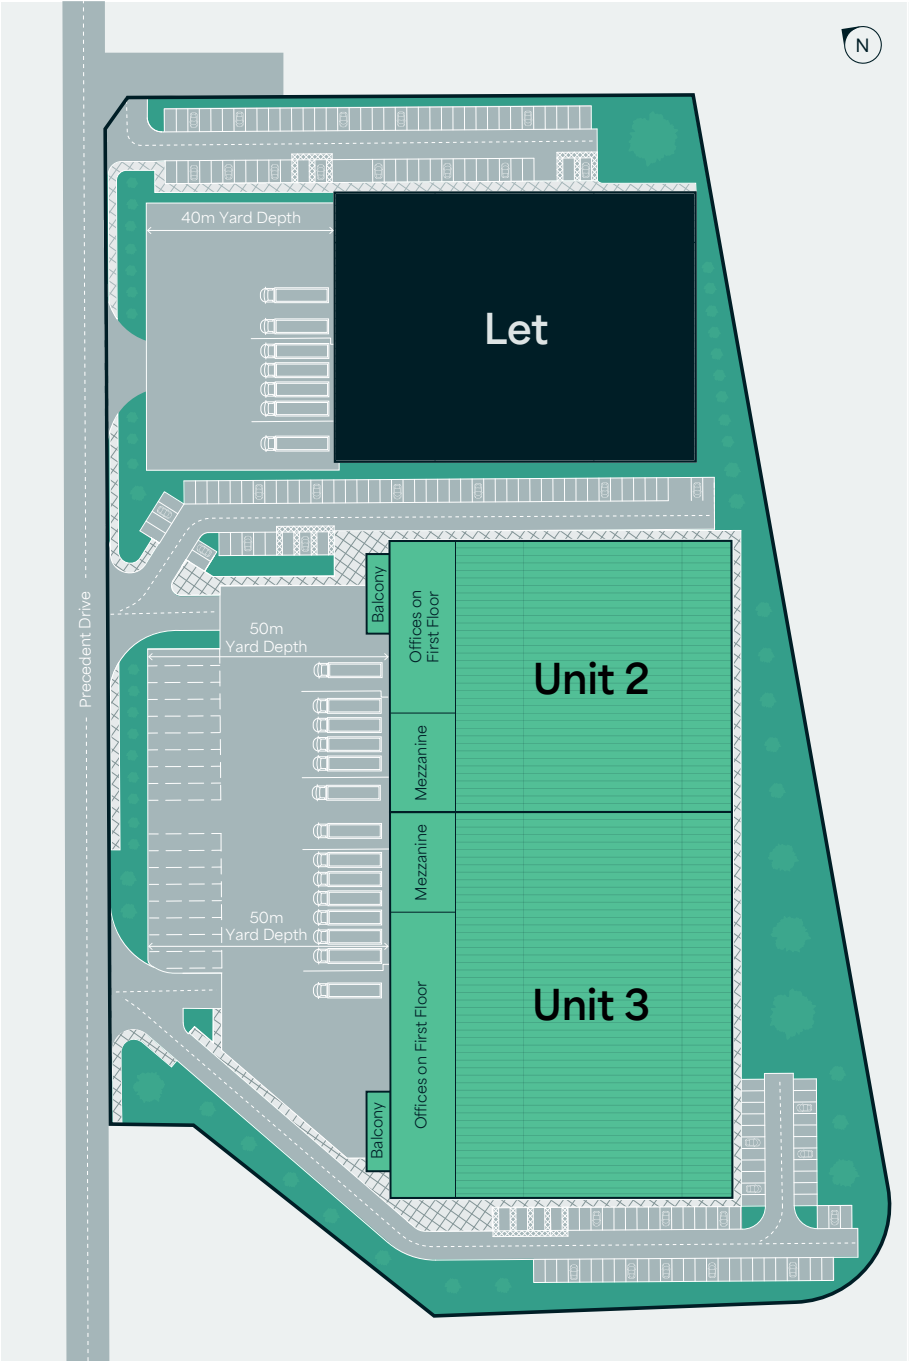 N
40m Yard Depth
Let
Precedent Drive
Balcony
Offices on
First Floor
50m
Yard Depth
Unit 2
Mezzanine
Mezzanine
50m
Yard Depth
Unit 3
Offices on First Floor
Balcony